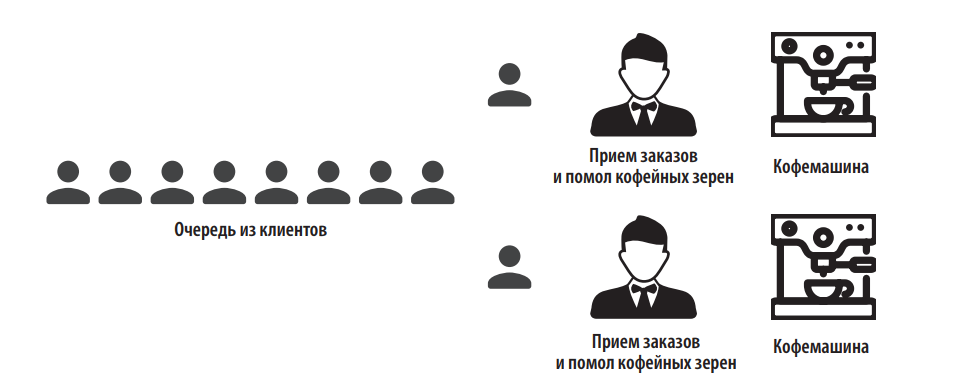 Прием заказов
и помол кофейных зерен
Кофемашина
Очередь из клиентов
Прием заказов
и помол кофейных зерен
Кофемашина